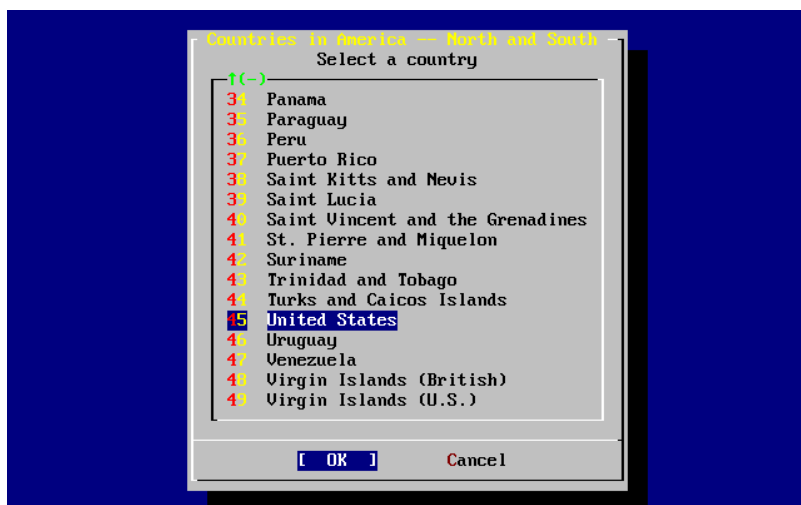 Countries in America -- North and South
Select a country
↑(-)
34 Panama
35 Paraguay
36 Peru
37 Puerto Rico
38 Saint Kitts and Nevis
39 Saint Lucia
40 Saint Vincent and the Grenadines
41 St. Pierre and Miquelon
42 Suriname
43 Trinidad and Tobago
44 Turks and Caicos Islands
45 United States
46 Uruguay
47 Venezuela
48 Virgin Islands (British)
49 Virgin Islands (U.S.)
[ OK ] Cancel